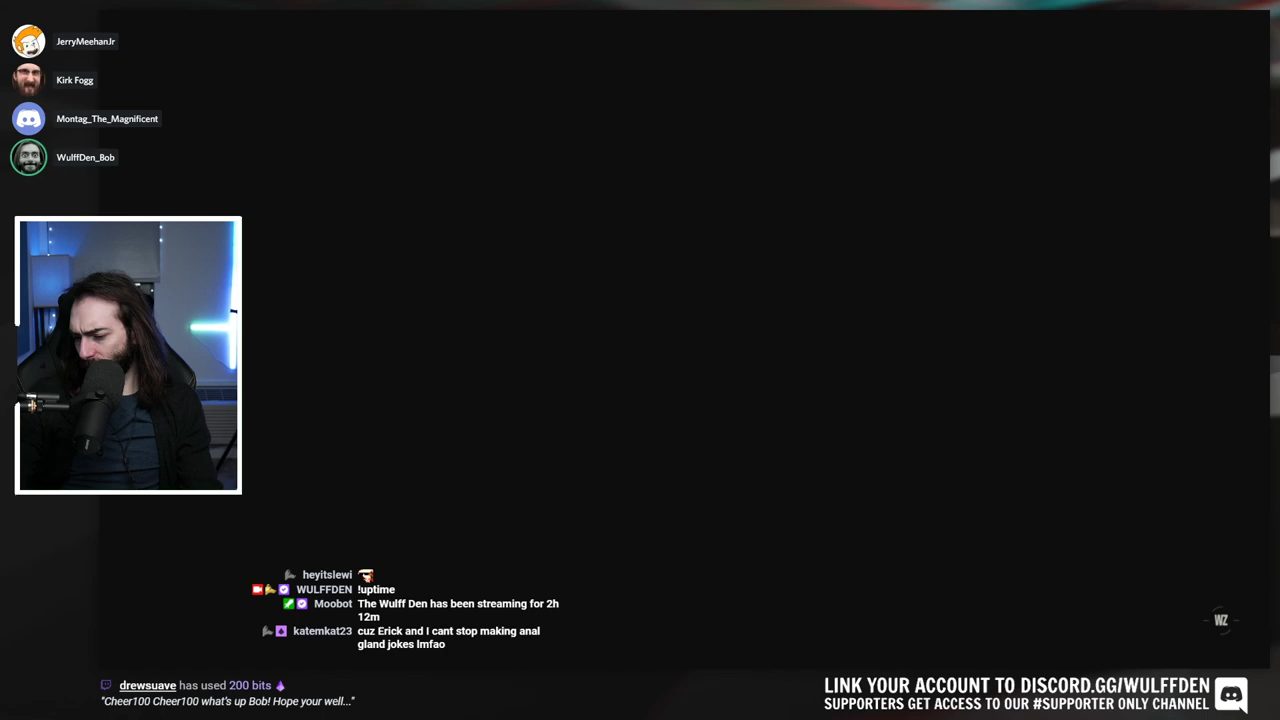 JerryMeehanJr
Kirk Fogg
Montag_The_Magnificent
WulffDen_Bob
heyitslewi
WULFFDEN !uptime
Moobot The Wulff Den has been streaming for 2h
12m
katemkat23 cuz Erick and I cant stop making anal
gland jokes lmfao
WZ
drewsuave has used 200 bits
"Cheer100 Cheer100 what's up Bob! Hope your well..."
LINK YOUR ACCOUNT TO DISCORD.GG/WULFFDEN
SUPPORTERS GET ACCESS TO OUR #SUPPORTER ONLY CHANNEL